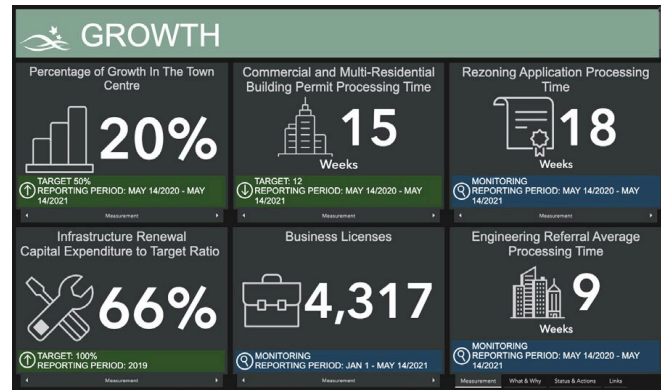 GROWTH
Percentage of Growth In The Town
Centre
20%
TARGET 50%
REPORTING PERIOD: MAY 14/2020 - MAY
14/2021
Measurement
Commercial and Multi-Residential
Building Permit Processing Time
15
Weeks
TARGET: 12
REPORTING PERIOD: MAY 14/2020 - MAY
14/2021
Measurement
Rezoning Application Processing
Time
18
Weeks
MONITORING
REPORTING PERIOD: MAY 14/2020 - MAY
14/2021
Measurement
Infrastructure Renewal
Capital Expenditure to Target Ratio
66%
TARGET: 100%
REPORTING PERIOD: 2019
Measurement
Business Licenses
4,317
MONITORING
REPORTING PERIOD: JAN 1 - MAY 14/2021
Measurement
Engineering Referral Average
Processing Time
9
Weeks
MONITORING
REPORTING PERIOD: MAY 14/2020 - MAY
14/2021
Measurement What & Why Status & Actions Links